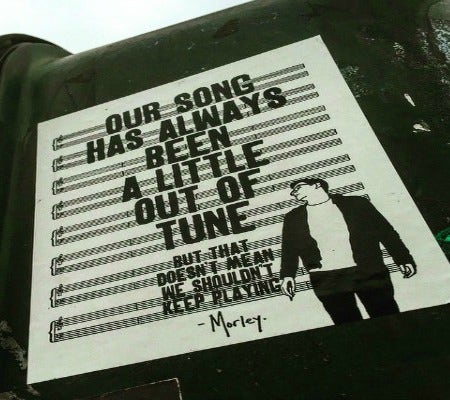 OUR SONG
HAS ALWAYS
BEEN
A LITTLE
OUT OF
TUNE
BUT THAT
DOESN'T MEAN
WE SHOULDN'T
KEEP PLAYING
- Morley -